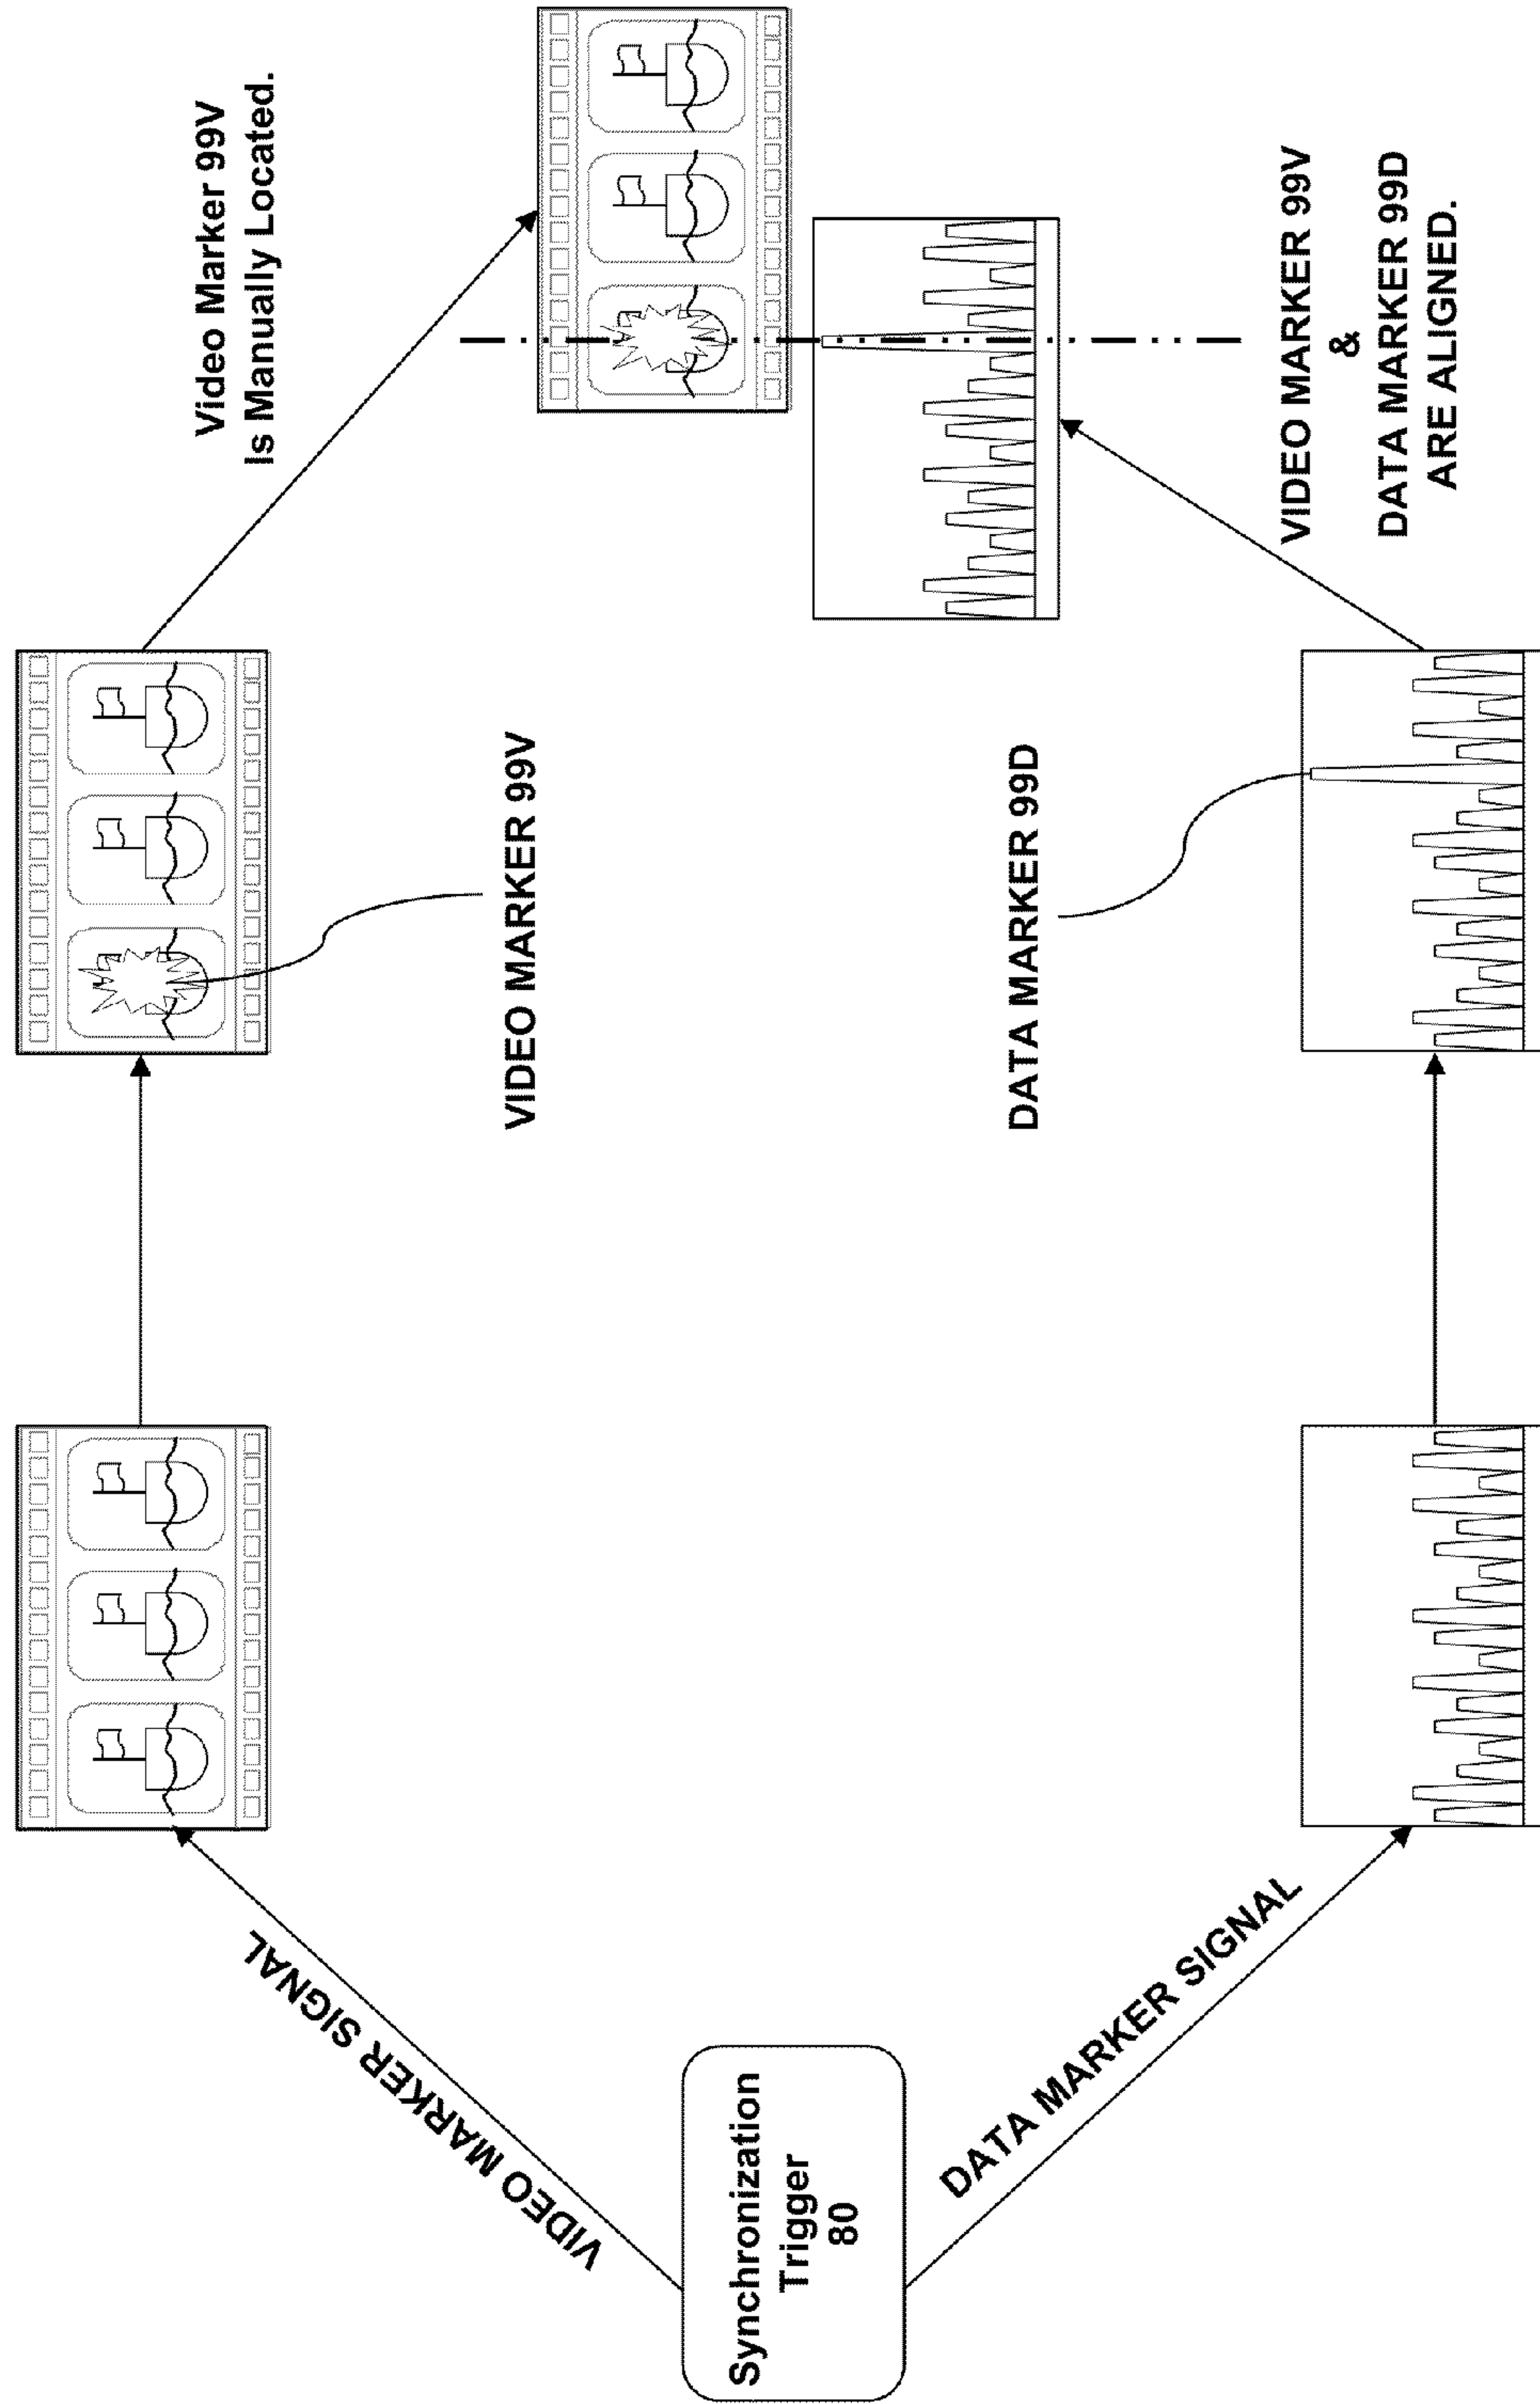 Synchronization
Trigger
80
VIDEO MARKER SIGNAL
DATA MARKER SIGNAL
VIDEO MARKER 99V
DATA MARKER 99D
Video Marker 99V
Is Manually Located.
VIDEO MARKER 99V
&
DATA MARKER 99D
ARE ALIGNED.